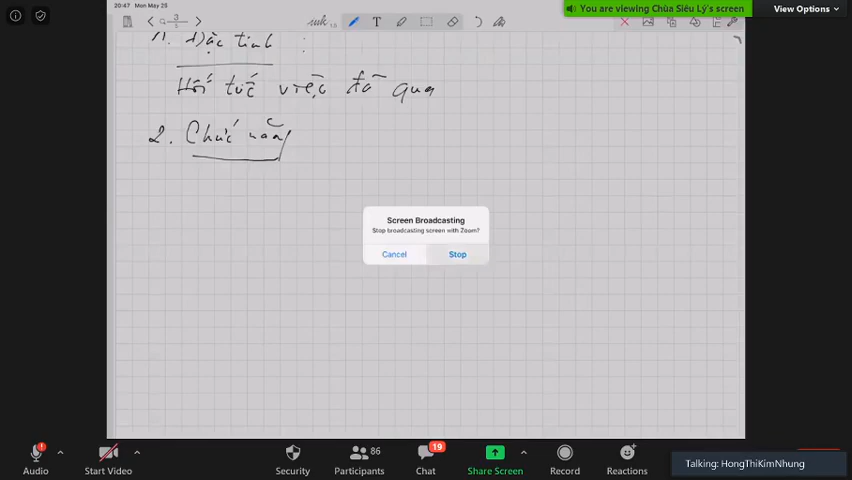 20:47 Mon May 25
You are viewing Chùa Siêu Lý's screen
View Options
3
T
1. Đặc tính :
Hối tiếc việc đã qua
2. Chức năng
Screen Broadcasting
Stop broadcasting screen with Zoom?
Cancel
Stop
86
19
Audio
Start Video
Security
Participants
Chat
Share Screen
Record
Reactions
Talking: HongThiKimNhung